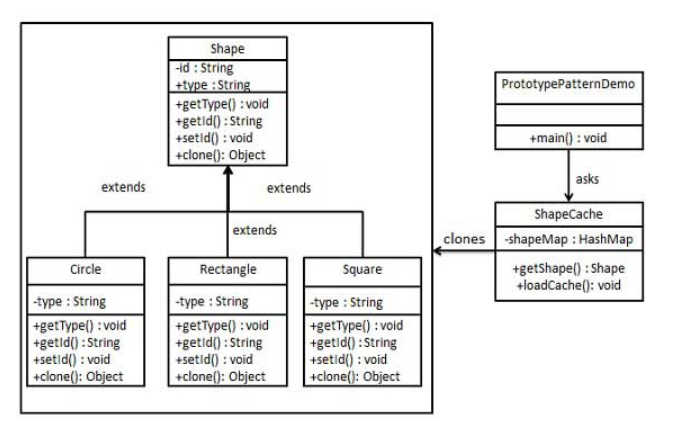 Shape
-id : String
+type : String
+getType() : void
+getId() : String
+setId() : void
+clone(): Object
PrototypePatternDemo
+main() : void
asks
extends
extends
extends
clones
ShapeCache
-shapeMap : HashMap
+getShape() : Shape
+loadCache(): void
Circle
-type : String
+getType() : void
+getId() : String
+setId() : void
+clone(): Object
Rectangle
-type : String
+getType() : void
+getId() : String
+setId() : void
+clone(): Object
Square
-type : String
+getType() : void
+getId() : String
+setId() : void
+clone(): Object